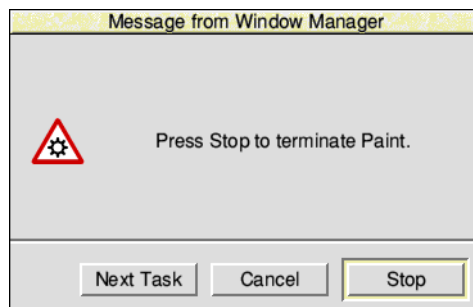 Message from Window Manager
Press Stop to terminate Paint.
Next Task Cancel Stop